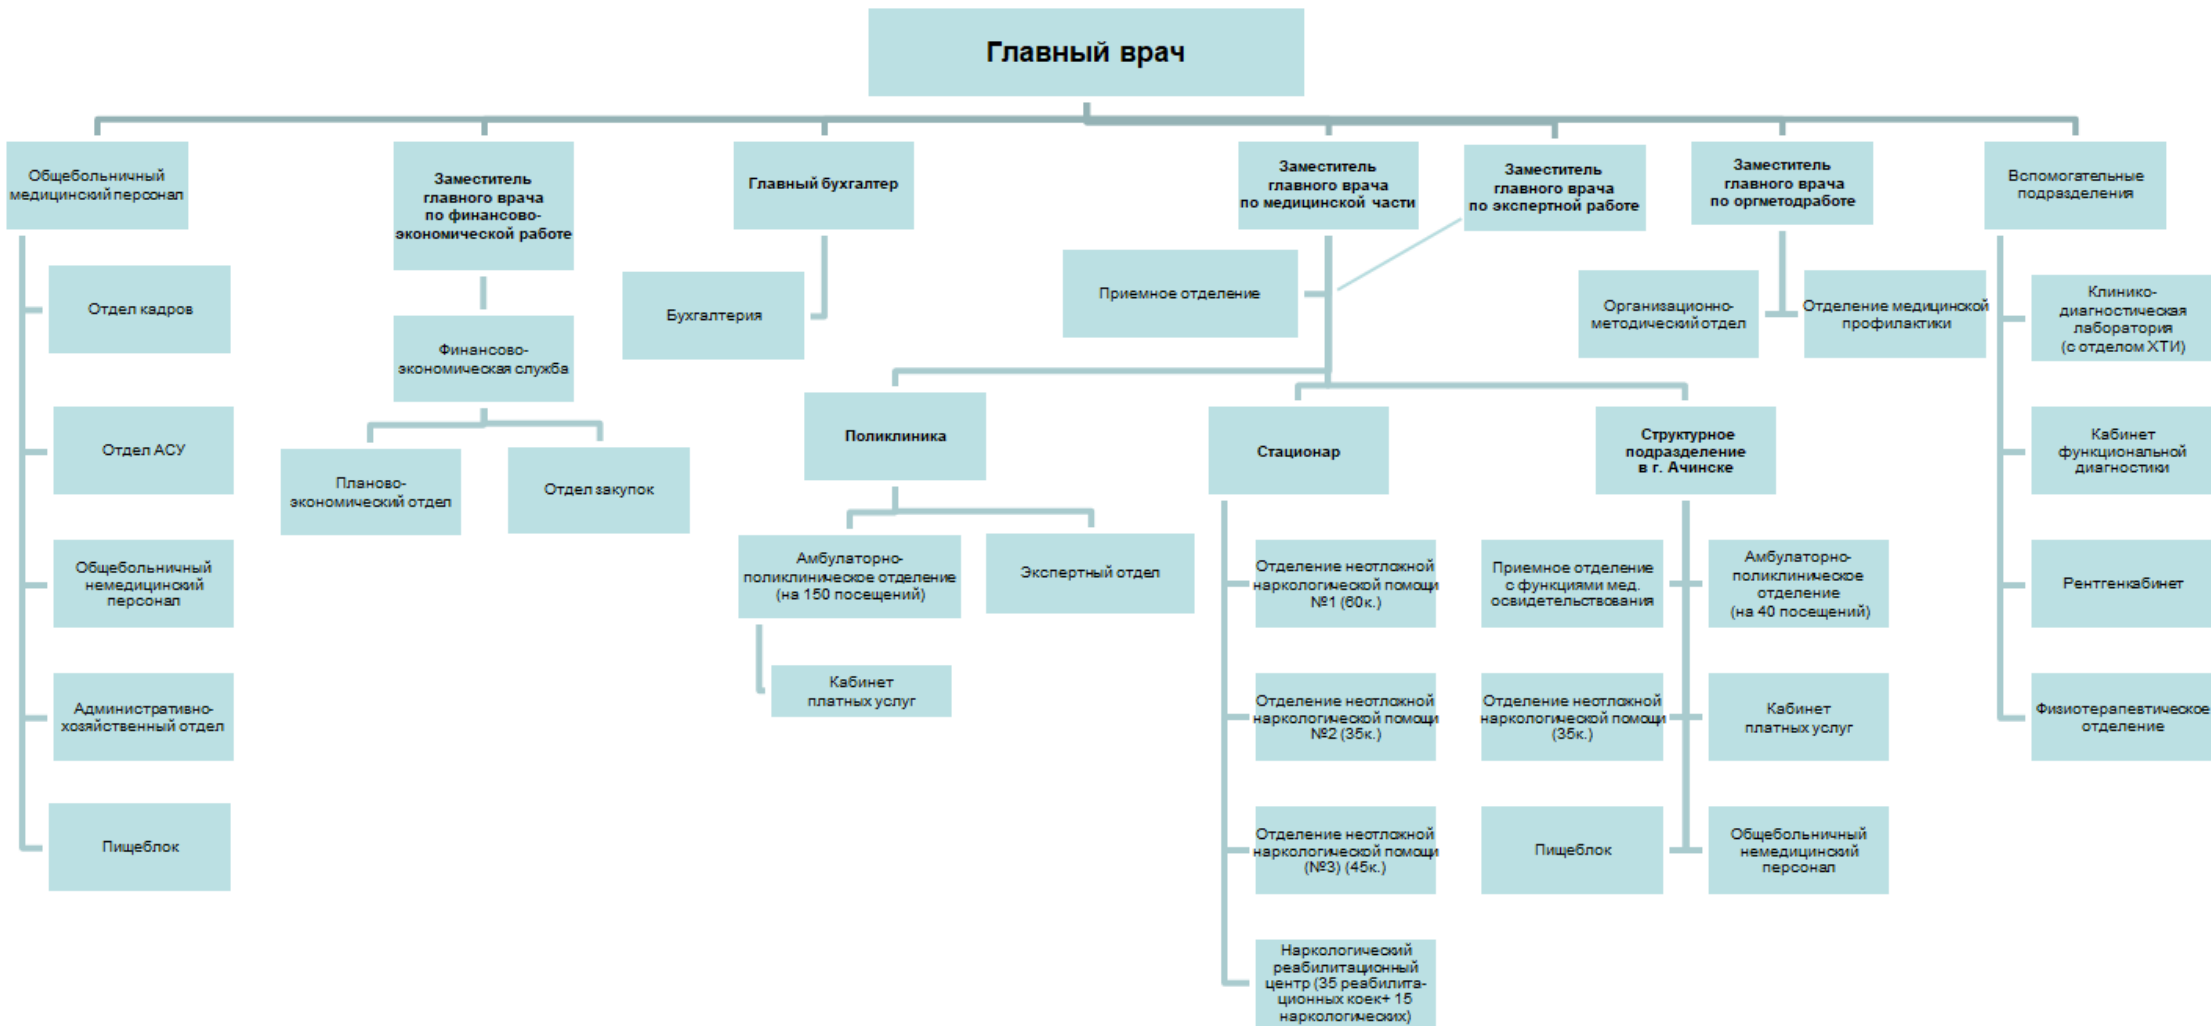 Главный врач
Общебольничный
медицинский персонал
Заместитель
главного врача
по финансово-
экономической работе
Главный бухгалтер
Заместитель
главного врача
по медицинской части
Заместитель
главного врача
по экспертной работе
Заместитель
главного врача
по оргметодработе
Вспомогательные
подразделения
Отдел кадров
Отдел АСУ
Общебольничный
немедицинский
персонал
Административно-
хозяйственный отдел
Пищеблок
Финансово-
экономическая служба
Планово-
экономический отдел
Отдел закупок
Бухгалтерия
Приемное отделение
Поликлиника
Амбулаторно-
поликлиническое отделение
(на 150 посещений)
Экспертный отдел
Кабинет
платных услуг
Стационар
Отделение неотложной
наркологической помощи
№1 (60к.)
Отделение неотложной
наркологической помощи
№2 (35к.)
Отделение неотложной
наркологической помощи
(№3) (45к.)
Наркологический
реабилитационный
центр (35 реабилита-
ционных коек+ 15
наркологических)
Структурное
подразделение
в г. Ачинске
Приемное отделение
с функциями мед.
освидетельствования
Амбулаторно-
поликлиническое
отделение
(на 40 посещений)
Отделение неотложной
наркологической помощи
(35к.)
Кабинет
платных услуг
Пищеблок
Общебольничный
немедицинский
персонал
Организационно-
методический отдел
Отделение медицинской
профилактики
Клинико-
диагностическая
лаборатория
(с отделом ХТИ)
Кабинет
функциональной
диагностики
Рентгенкабинет
Физиотерапевтическое
отделение